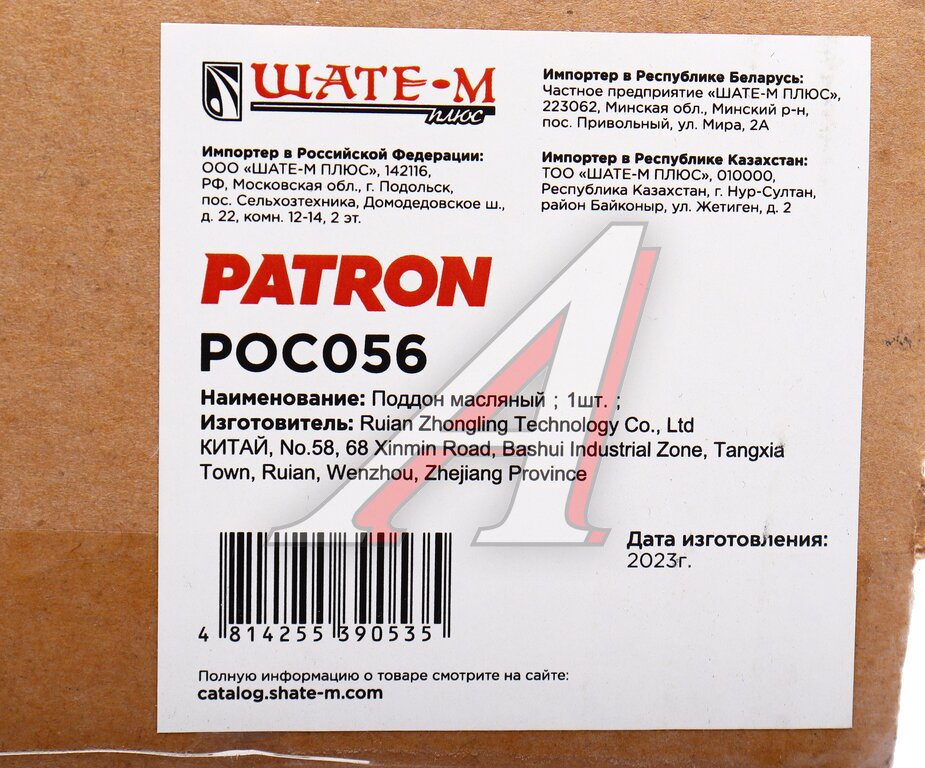 ШАТЕ-М
плюс
Импортер в Российской Федерации:
ООО «ШАТЕ-М ПЛЮС», 142116,
РФ, Московская обл., г. Подольск,
пос. Сельхозтехника, Домодедовское ш.,
д. 22, комн. 12-14, 2 эт.
Импортер в Республике Беларусь:
Частное предприятие «ШАТЕ-М ПЛЮС»,
223062, Минская обл., Минский р-н,
пос. Привольный, ул. Мира, 2А
Импортер в Республике Казахстан:
ТОО "ШАТЕ-М ПЛЮС», 010000,
Республика Казахстан, г. Нур-Султан,
район Байконыр, ул. Жетиген, д. 2
PATRON
POC056
Наименование: Поддон масляный ; 1шт. ;
Изготовитель: Ruian Zhongling Technology Co., Ltd
КИТАЙ, No.58, 68 Xinmin Road, Bashui Industrial Zone, Tangxia
Town, Ruian, Wenzhou, Zhejiang Province
Дата изготовления:
2023г.
4 814255 390535
Полную информацию о товаре смотрите на сайте:
catalog.shate-m.com